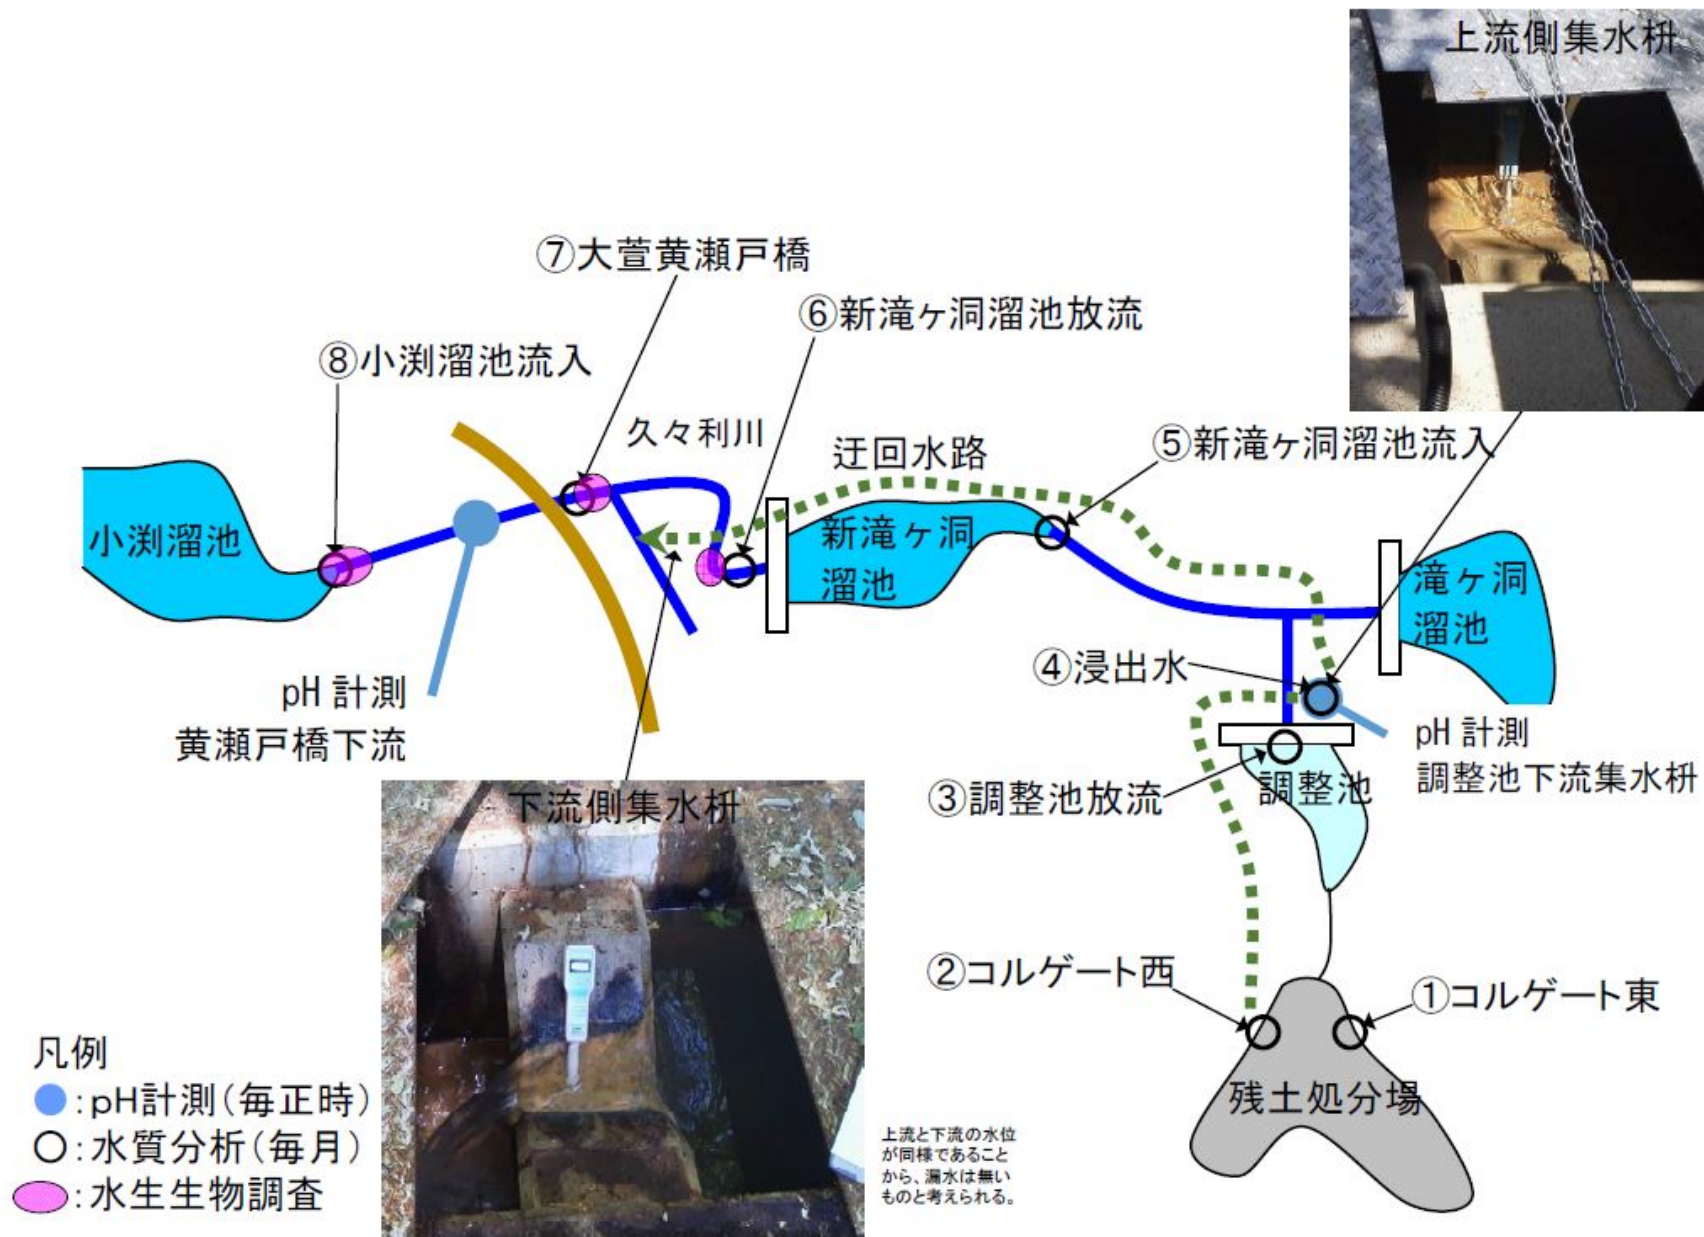 上流側集水枡
⑦大萱黄瀬戸橋
⑥新滝ヶ洞溜池放流
⑧小渕溜池流入
久々利川
迂回水路
⑤新滝ヶ洞溜池流入
小渕溜池
新滝ヶ洞
溜池
滝ヶ洞
溜池
④浸出水
pH 計測
黄瀬戸橋下流
pH 計測
調整池下流集水枡
③調整池放流
調整池
下流側集水枡
②コルゲート西
①コルゲート東
残土処分場
凡例
:pH計測(毎正時)
:水質分析(毎月)
:水生生物調査
上流と下流の水位
が同様であること
から、漏水は無い
ものと考えられる。